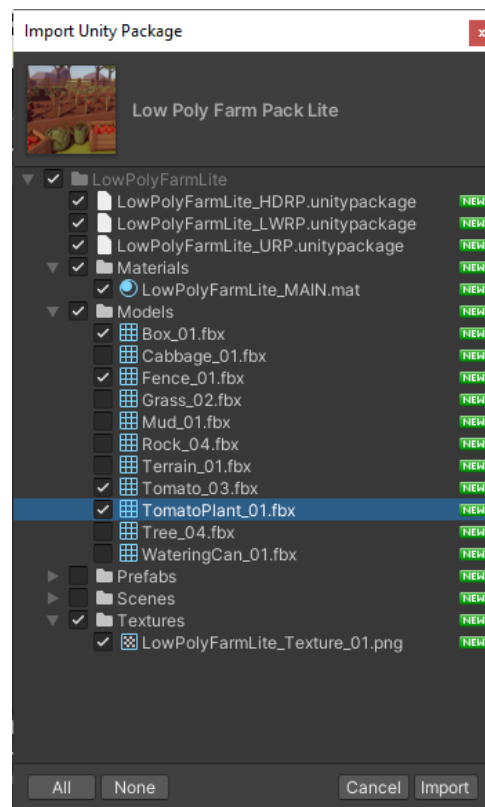 Import Unity Package
x
Low Poly Farm Pack Lite
LowPolyFarmLite
LowPolyFarmLite_HDRP.unitypackage NEW
LowPolyFarmLite_LWRP.unitypackage NEW
LowPolyFarmLite_URP.unitypackage NEW
Materials NEW
LowPolyFarmLite_MAIN.mat NEW
Models NEW
Box_01.fbx NEW
Cabbage_01.fbx NEW
Fence_01.fbx NEW
Grass_02.fbx NEW
Mud_01.fbx NEW
Rock_04.fbx NEW
Terrain_01.fbx NEW
Tomato_03.fbx NEW
TomatoPlant_01.fbx NEW
Tree_04.fbx NEW
WateringCan_01.fbx NEW
Prefabs NEW
Scenes NEW
Textures NEW
LowPolyFarmLite_Texture_01.png NEW
All None Cancel Import